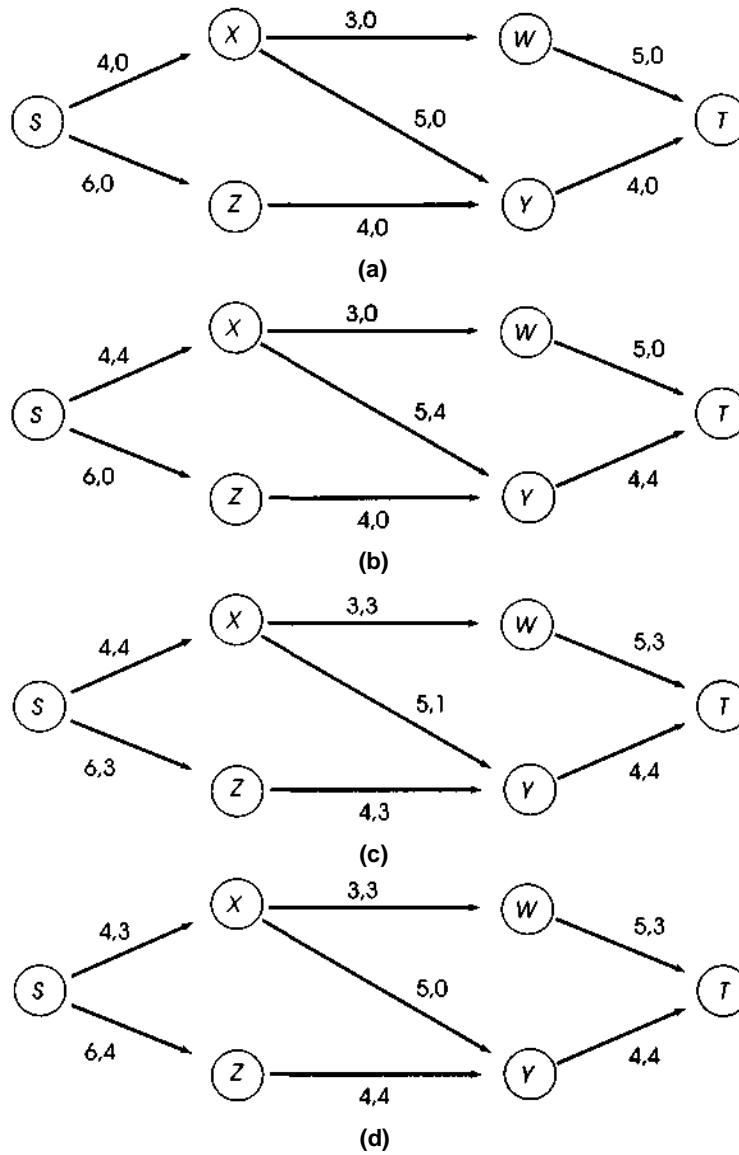 X 3,0 W
4,0 5,0
S 5,0 T
6,0 4,0
Z 4,0 Y
(a)
X 3,0 W
4,4 5,0
S 5,4 T
6,0 4,4
Z 4,0 Y
(b)
X 3,3 W
4,4 5,3
S 5,1 T
6,3 4,4
Z 4,3 Y
(c)
X 3,3 W
4,3 5,3
S 5,0 T
6,4 4,4
Z 4,4 Y
(d)